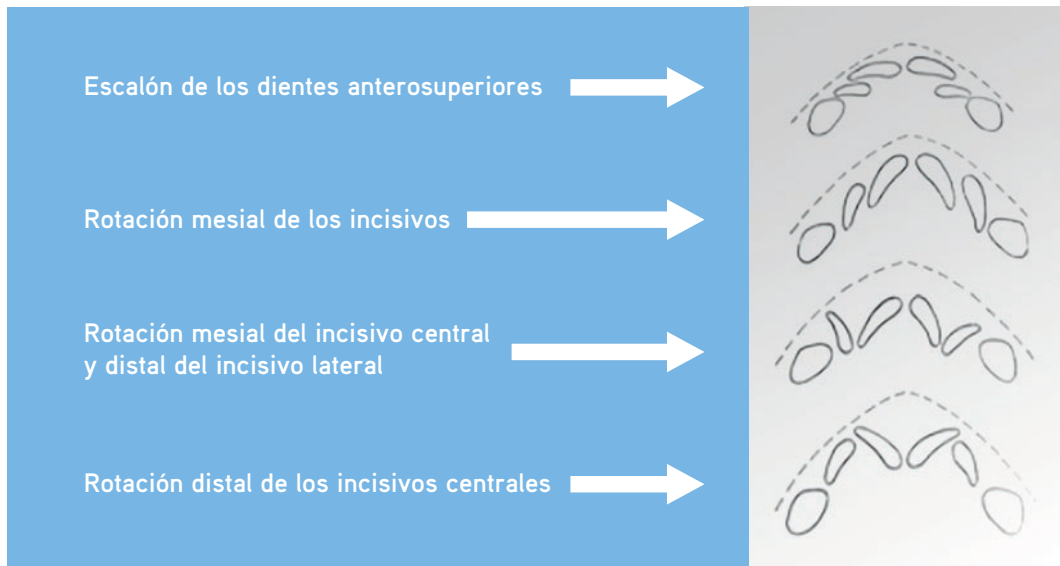 Escalón de los dientes anterosuperiores
Rotación mesial de los incisivos
Rotación mesial del incisivo central
y distal del incisivo lateral
Rotación distal de los incisivos centrales